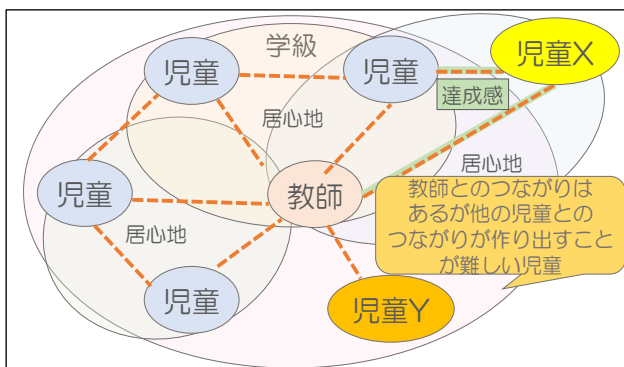 学級
児童
児童
児童X
達成感
居心地
居心地
児童
教師
居心地
教師とのつながりは
あるが他の児童との
つながりが作り出すこと
が難しい児童
児童
児童Y